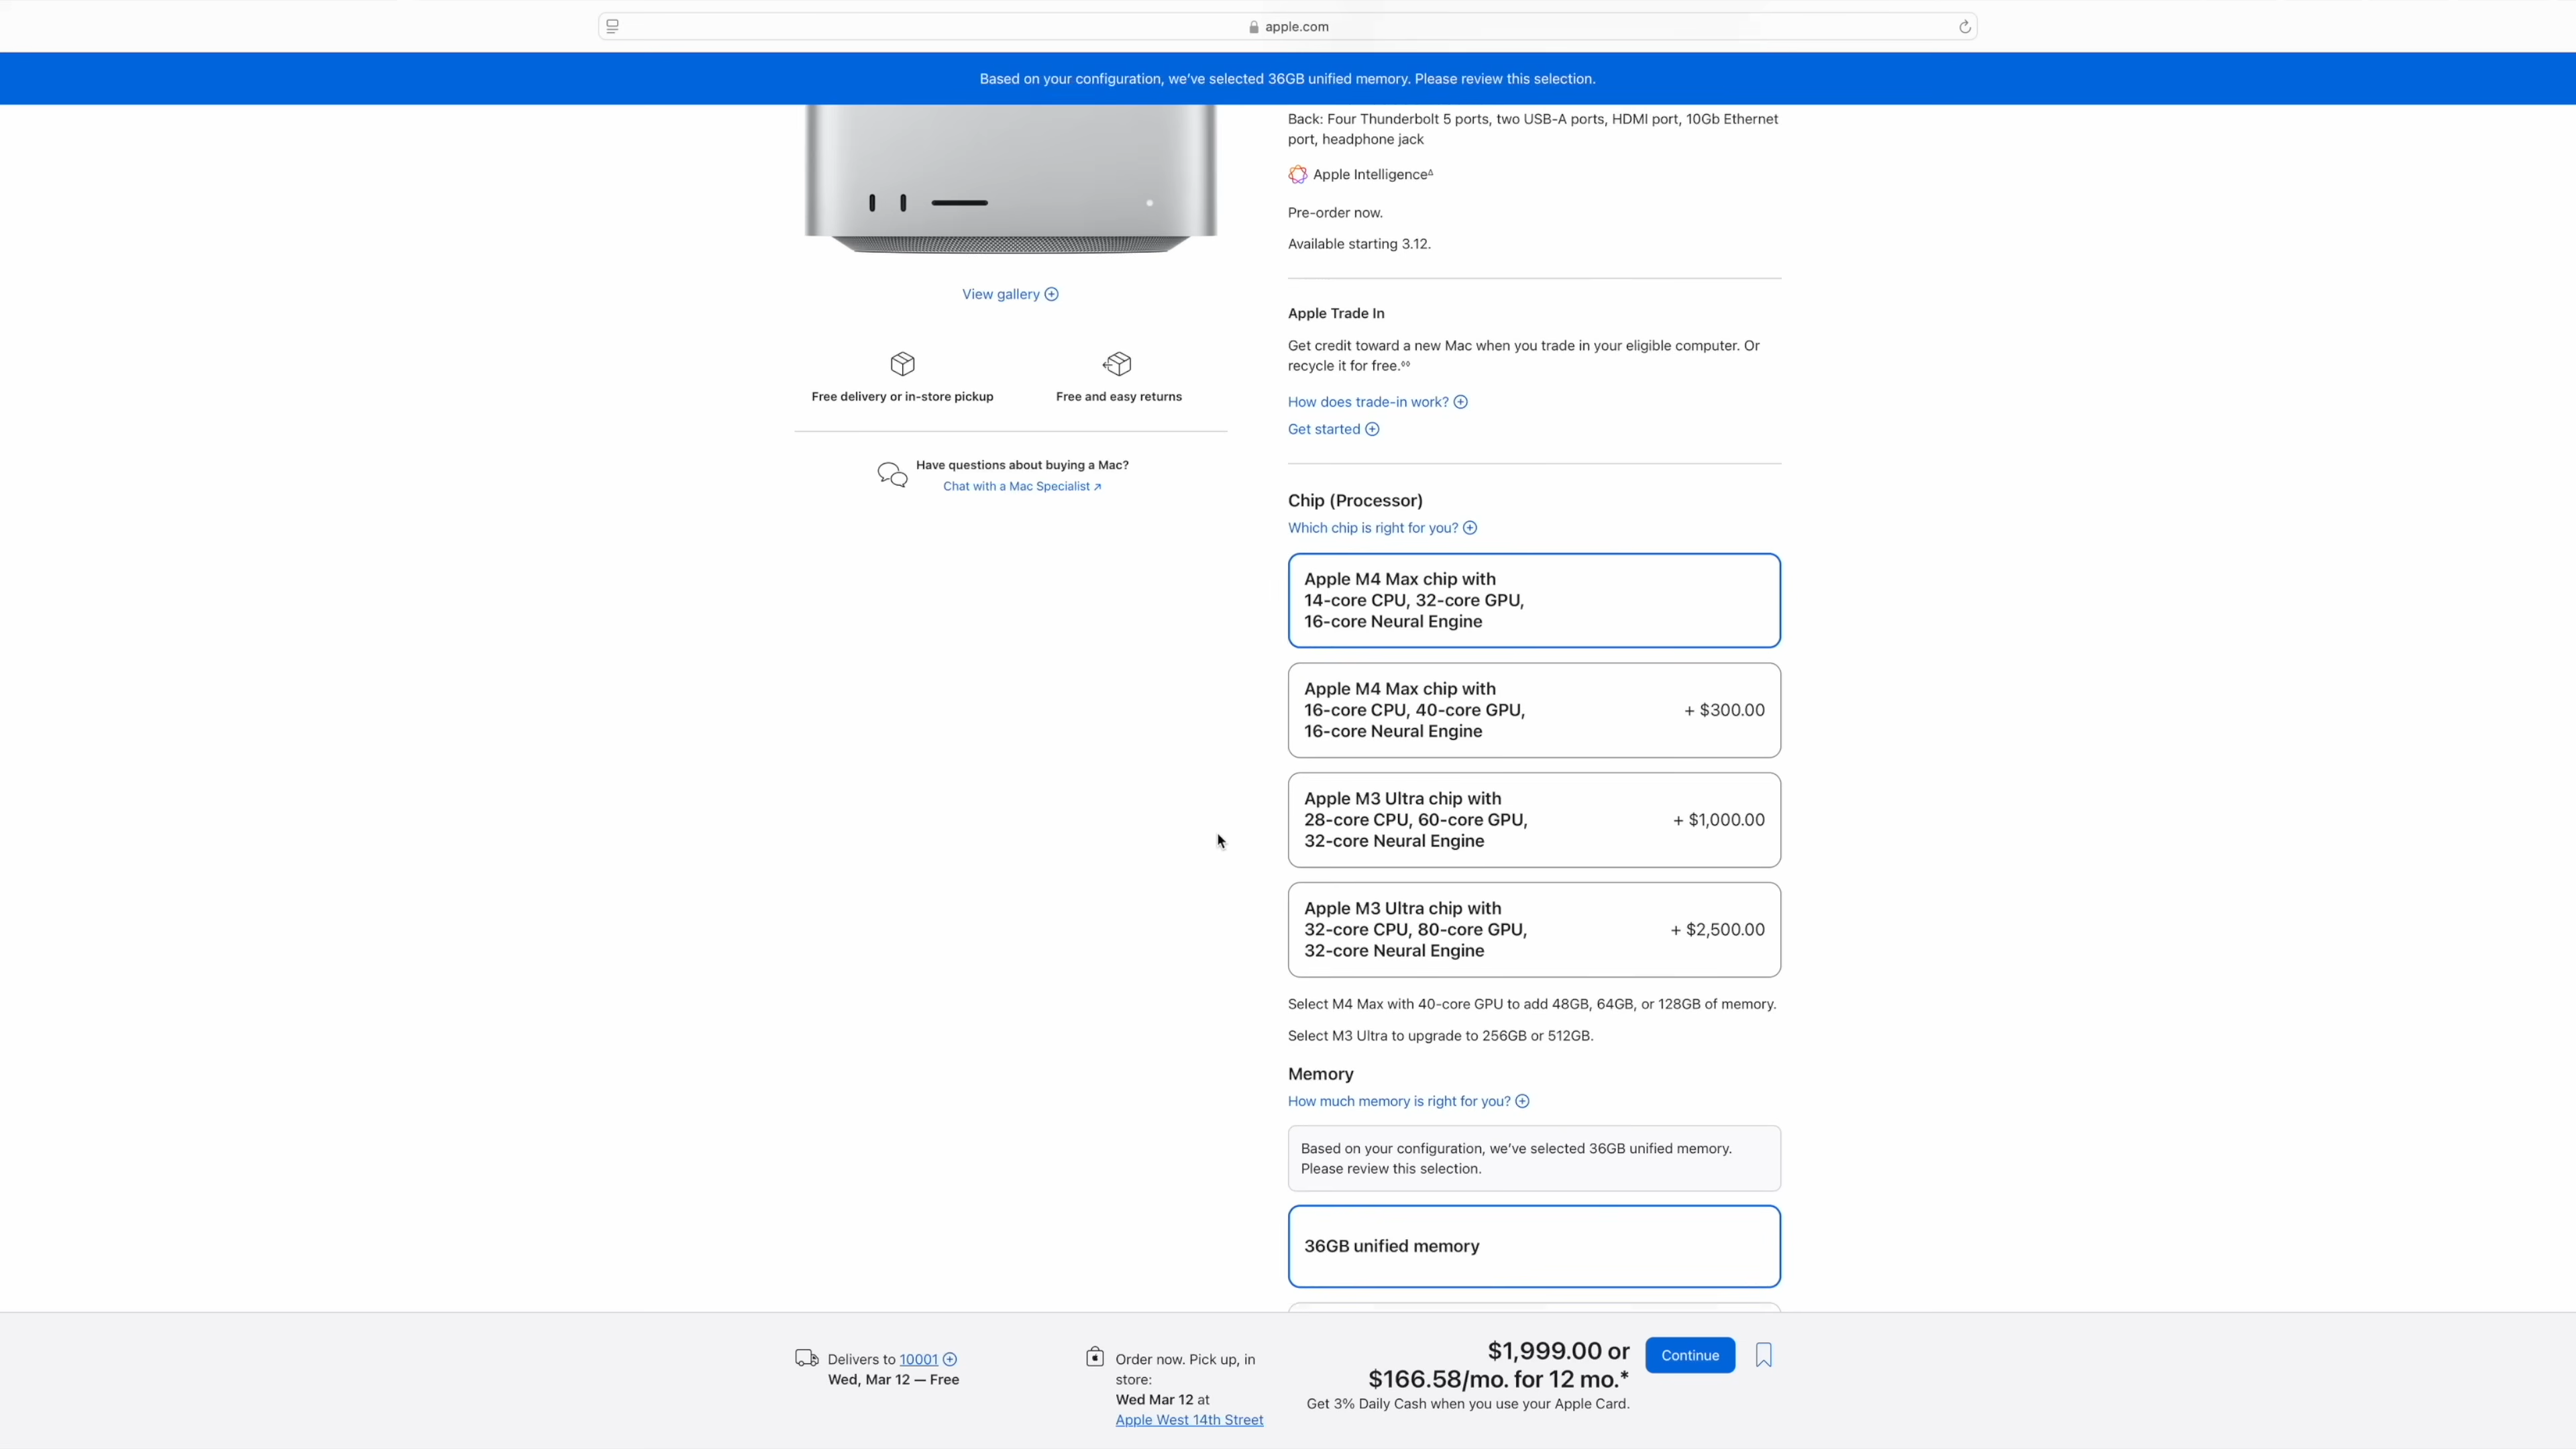 apple.com
Based on your configuration, we've selected 36GB unified memory. Please review this selection.
Back: Four Thunderbolt 5 ports, two USB-A ports, HDMI port, 10Gb Ethernet
port, headphone jack
Apple Intelligence∆
Pre-order now.
Available starting 3.12.
View gallery
Free delivery or in-store pickup
Free and easy returns
Have questions about buying a Mac?
Chat with a Mac Specialist ↗
Apple Trade In
Get credit toward a new Mac when you trade in your eligible computer. Or
recycle it for free.◊◊
How does trade-in work?
Get started
Chip (Processor)
Which chip is right for you?
Apple M4 Max chip with
14-core CPU, 32-core GPU,
16-core Neural Engine
Apple M4 Max chip with
16-core CPU, 40-core GPU,
16-core Neural Engine
+ $300.00
Apple M3 Ultra chip with
28-core CPU, 60-core GPU,
32-core Neural Engine
+ $1,000.00
Apple M3 Ultra chip with
32-core CPU, 80-core GPU,
32-core Neural Engine
+ $2,500.00
Select M4 Max with 40-core GPU to add 48GB, 64GB, or 128GB of memory.
Select M3 Ultra to upgrade to 256GB or 512GB.
Memory
How much memory is right for you?
Based on your configuration, we've selected 36GB unified memory.
Please review this selection.
36GB unified memory
Delivers to 10001
Wed, Mar 12 — Free
Order now. Pick up, in
store:
Wed Mar 12 at
Apple West 14th Street
$1,999.00 or
$166.58/mo. for 12 mo.*
Get 3% Daily Cash when you use your Apple Card.
Continue